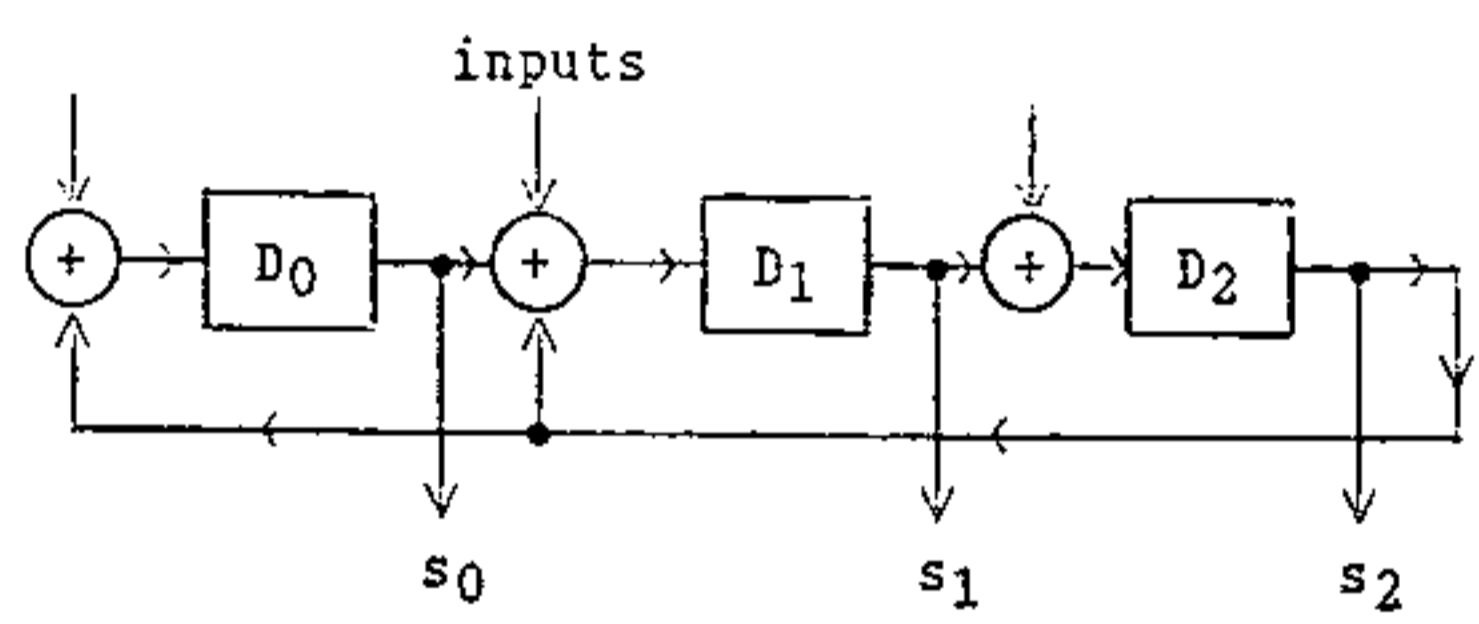 inputs
+ D0 + D1 + D2
s0 s1 s2